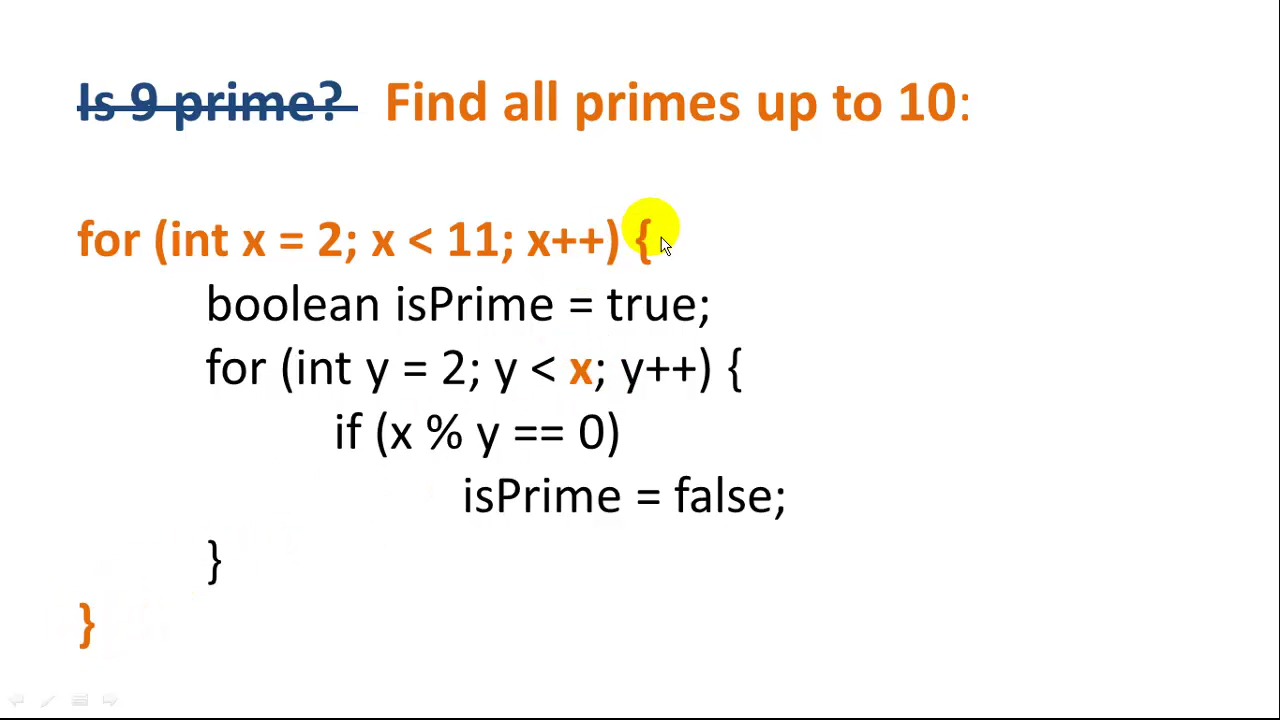 Is 9 prime? Find all primes up to 10:
for (int x = 2; x < 11; x++) {
boolean isPrime = true;
for (int y = 2; y < x; y++) {
if (x % y == 0)
isPrime = false;
}
}